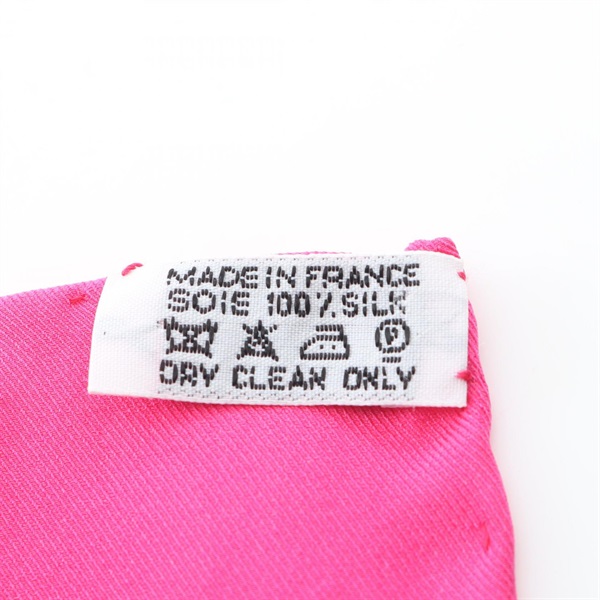 MADE IN FRANCE
SOIE 100% SILK
P
DRY CLEAN ONLY